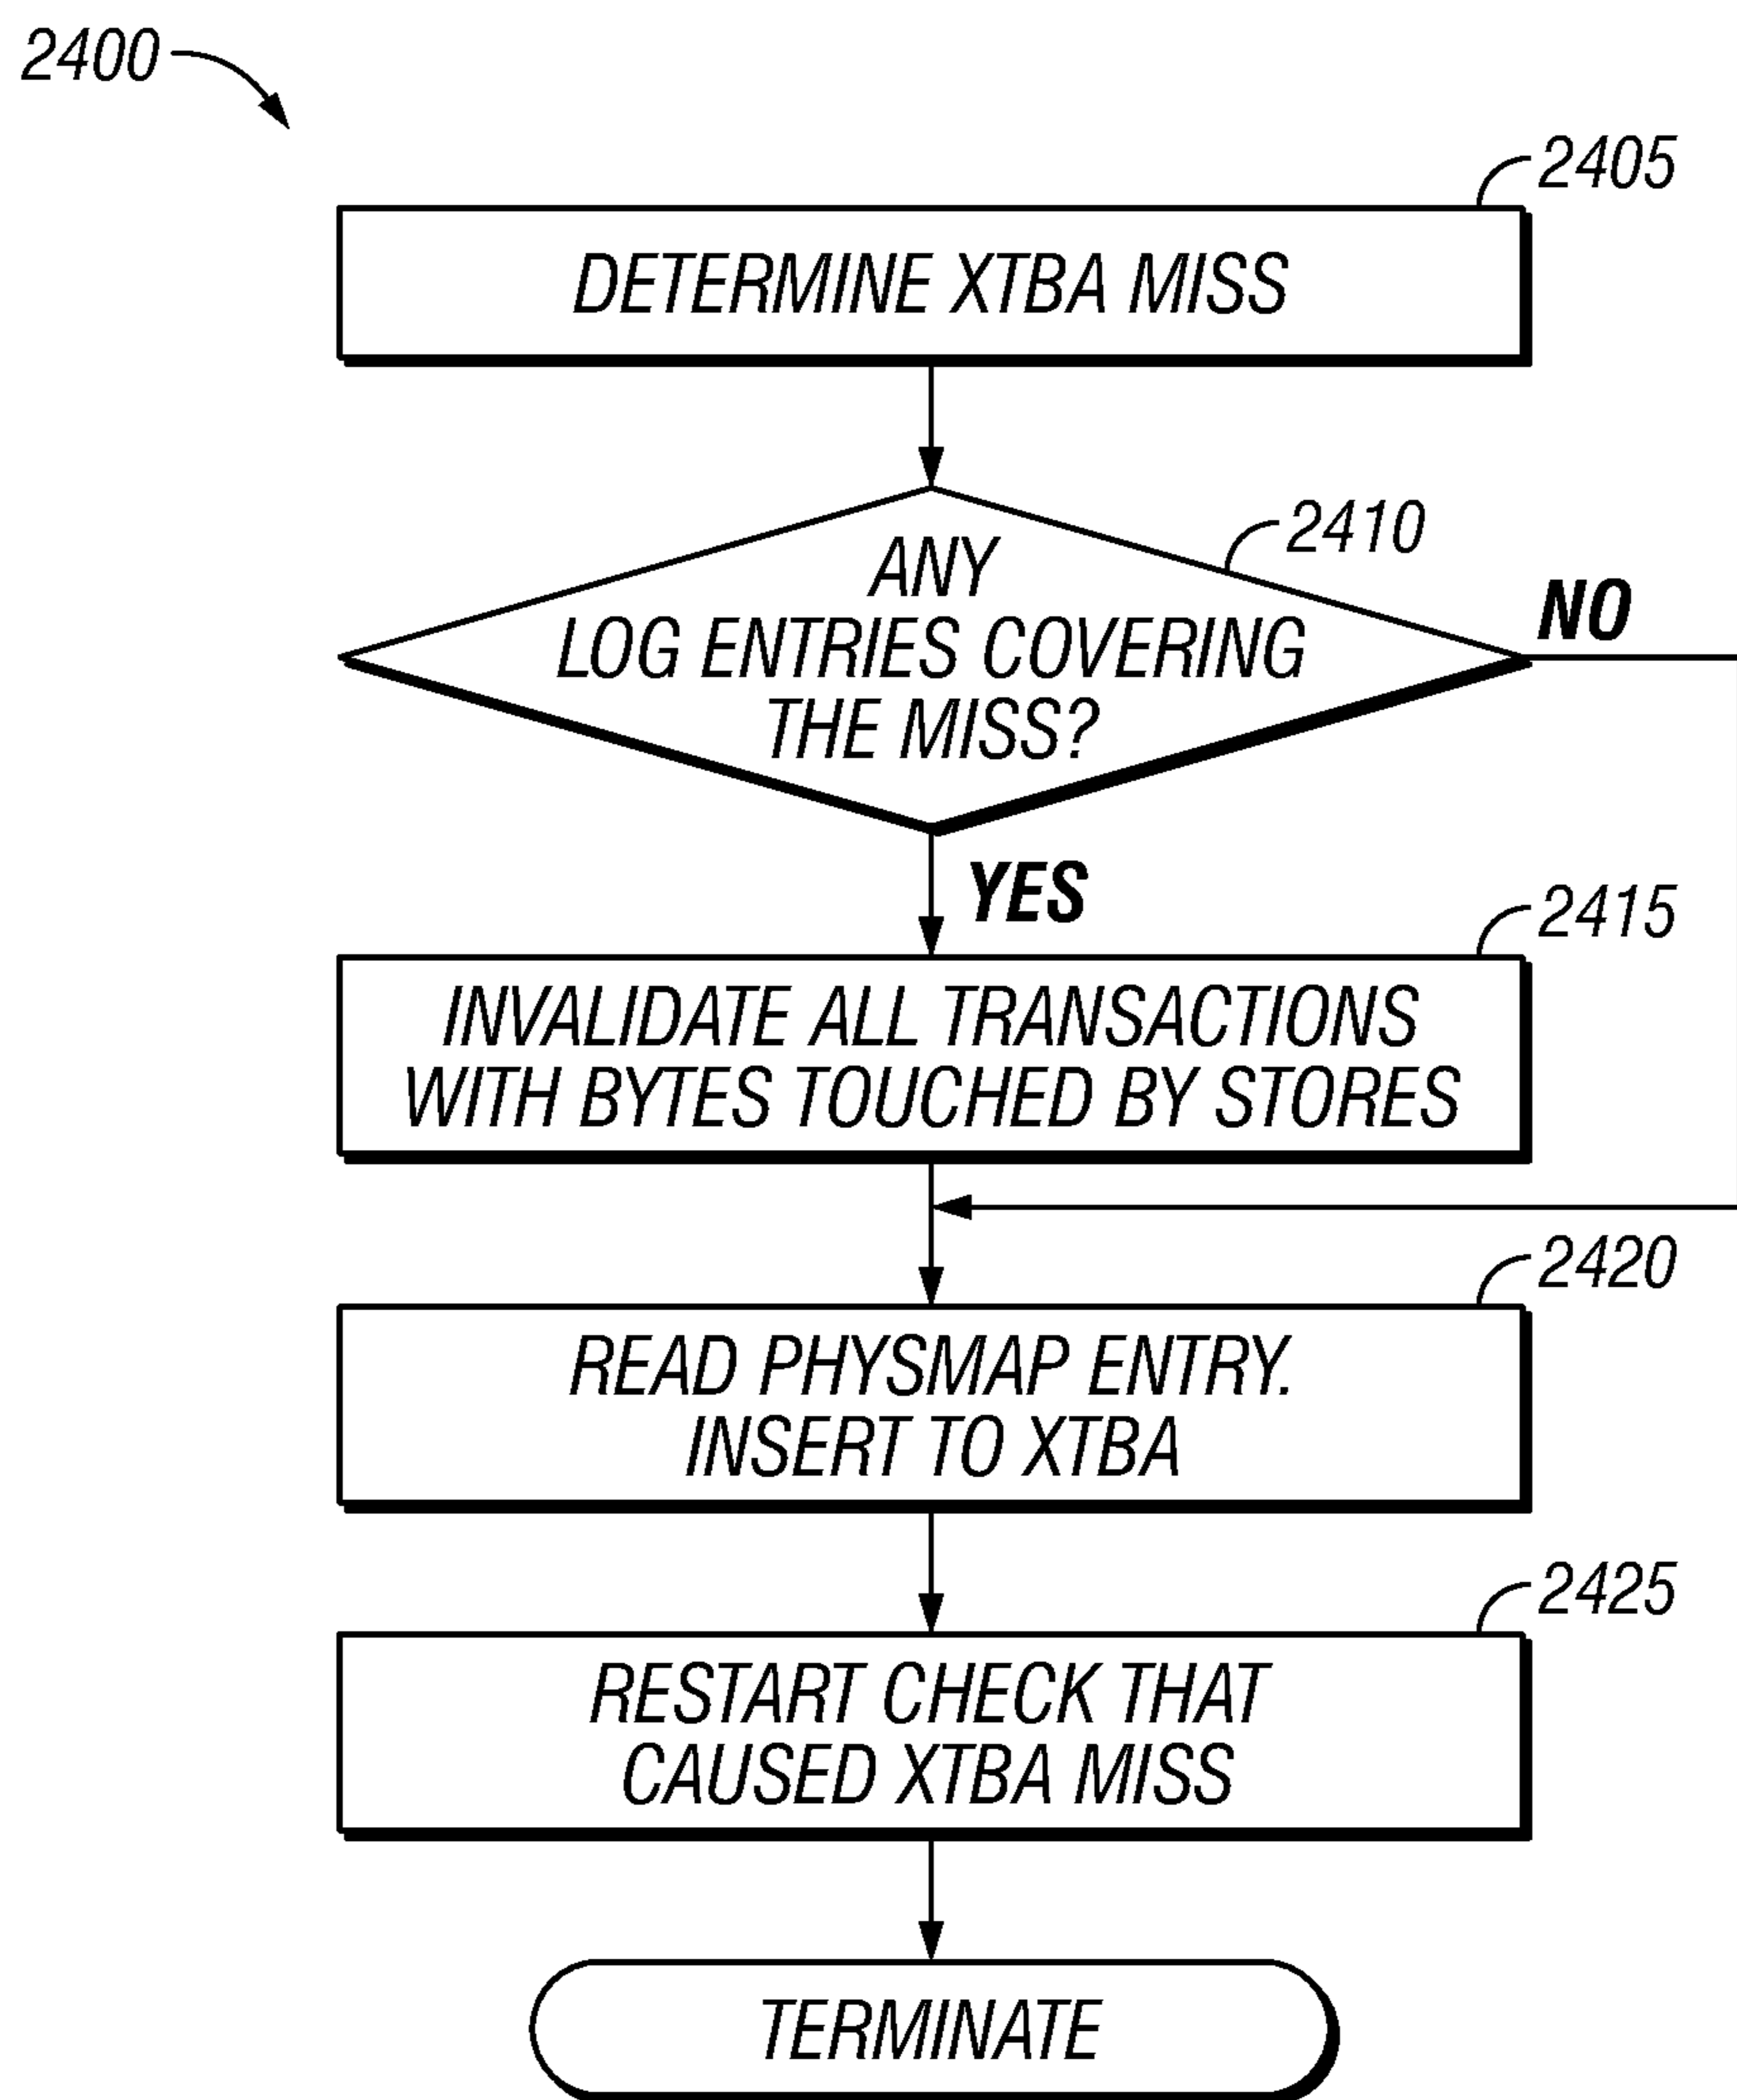 2400
2405
DETERMINE XTBA MISS
2410
ANY
LOG ENTRIES COVERING
THE MISS?
NO
YES
2415
INVALIDATE ALL TRANSACTIONS
WITH BYTES TOUCHED BY STORES
2420
READ PHYSMAP ENTRY.
INSERT TO XTBA
2425
RESTART CHECK THAT
CAUSED XTBA MISS
TERMINATE